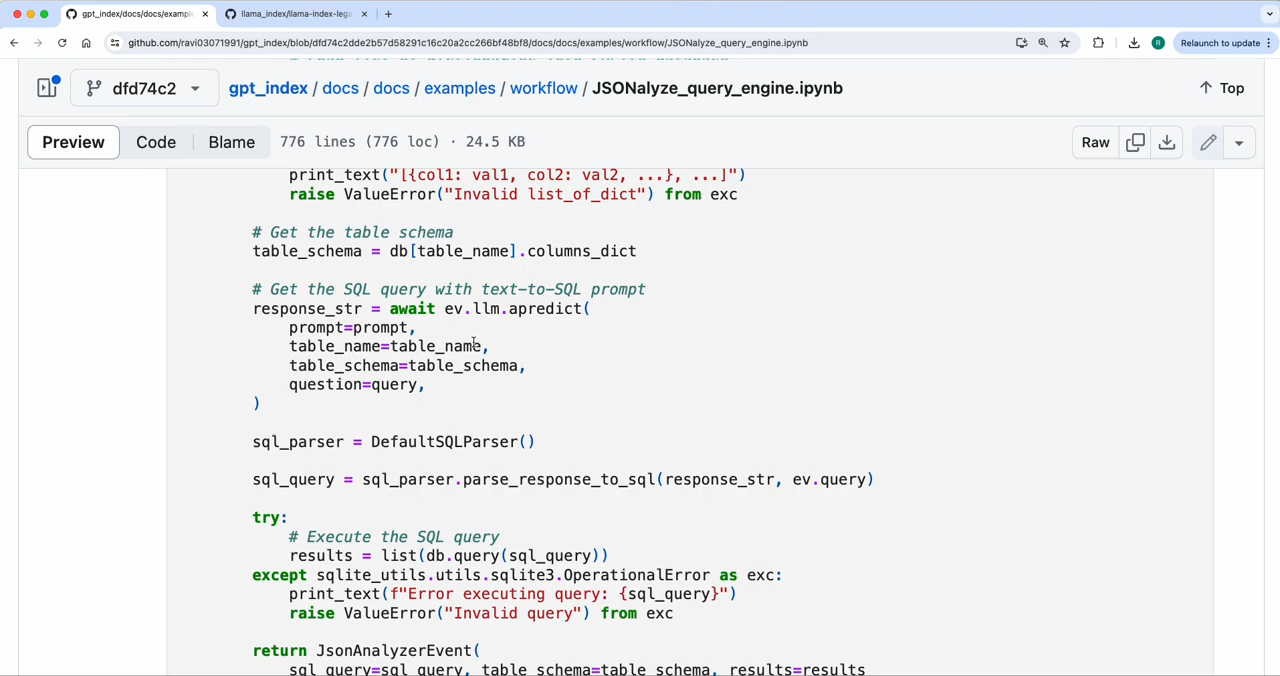 gpt_index/docs/docs/example
llama_index/llama-index-lega
github.com/ravi03071991/gpt_index/blob/dfd74c2dde2b57d58291c16c20a2cc266bf48bf8/docs/docs/examples/workflow/JSONalyze_query_engine.ipynb
R
Relaunch to update
dfd74c2
gpt_index / docs / docs / examples / workflow / JSONalyze_query_engine.ipynb
Top
Preview
Code
Blame
776 lines (776 loc) · 24.5 KB
Raw
print_text("[{col1: val1, col2: val2, ...}, ...]")
raise ValueError("Invalid list_of_dict") from exc
# Get the table schema
table_schema = db[table_name].columns_dict
# Get the SQL query with text-to-SQL prompt
response_str = await ev.llm.apredict(
prompt=prompt,
table_name=table_name,
table_schema=table_schema,
question=query,
)
sql_parser = DefaultSQLParser()
sql_query = sql_parser.parse_response_to_sql(response_str, ev.query)
try:
# Execute the SQL query
results = list(db.query(sql_query))
except sqlite_utils.utils.sqlite3.OperationalError as exc:
print_text(f"Error executing query: {sql_query}")
raise ValueError("Invalid query") from exc
return JsonAnalyzerEvent(
sql_query=sql_query, table_schema=table_schema, results=results